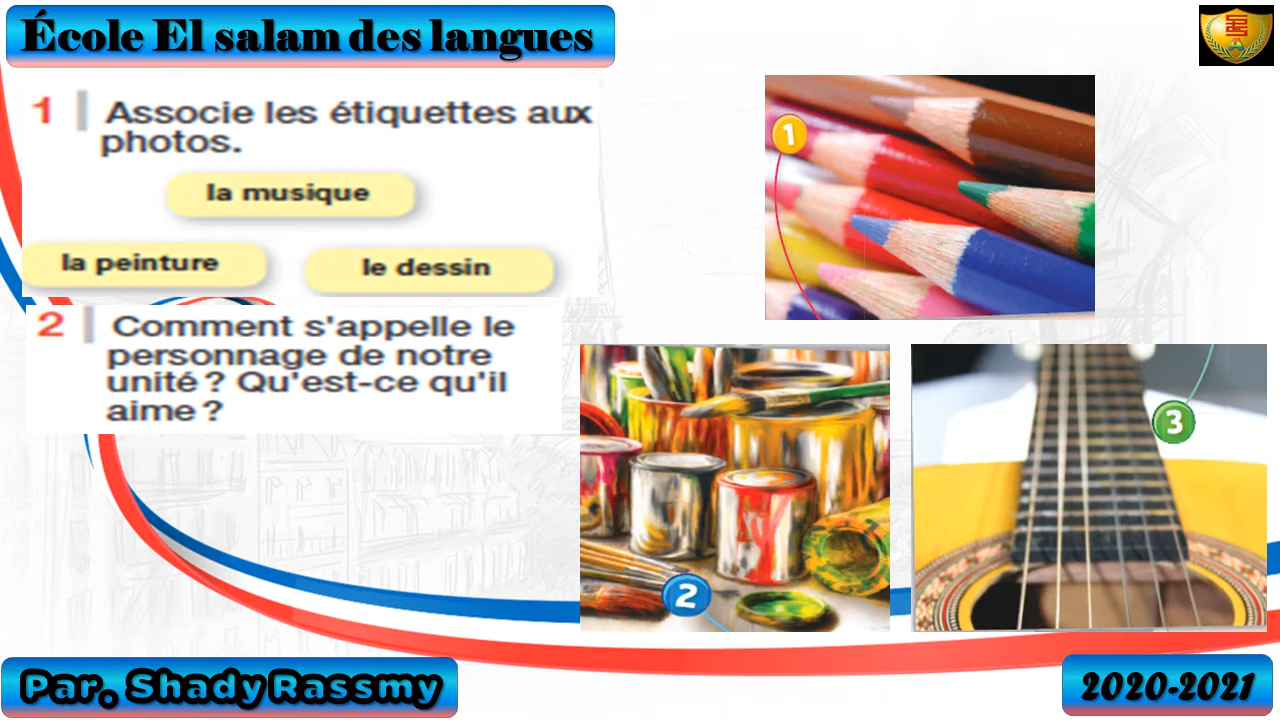 École El salam des langues
1 Associe les étiquettes aux
photos.
la musique
la peinture
le dessin
2 Comment s'appelle le
personnage de notre
unité ? Qu'est-ce qu'il
aime ?
1
2
3
Par. Shady Rassmy
2020-2021